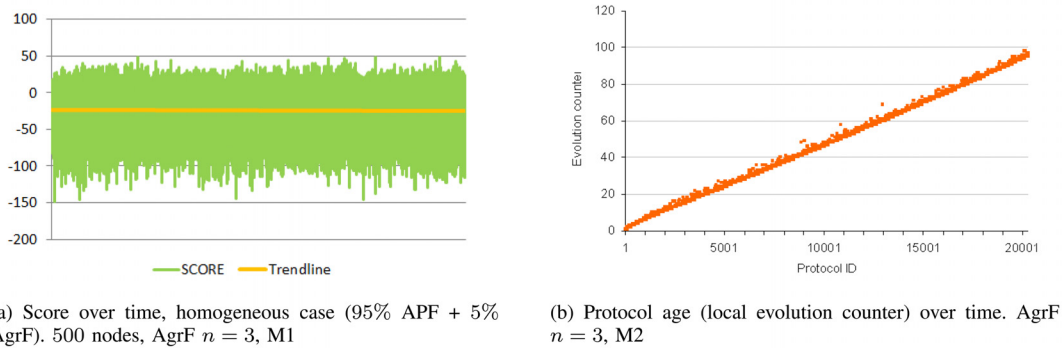 100
50
0
-50
-100
-150
-200
SCORE Trendline
120
100
80
60
40
20
0
Evolution counter
1 5001 10001 15001 20001
Protocol ID
a) Score over time, homogeneous case (95% APF + 5%
AgrF). 500 nodes, AgrF n = 3, M1
(b) Protocol age (local evolution counter) over time. AgrF
n = 3, M2